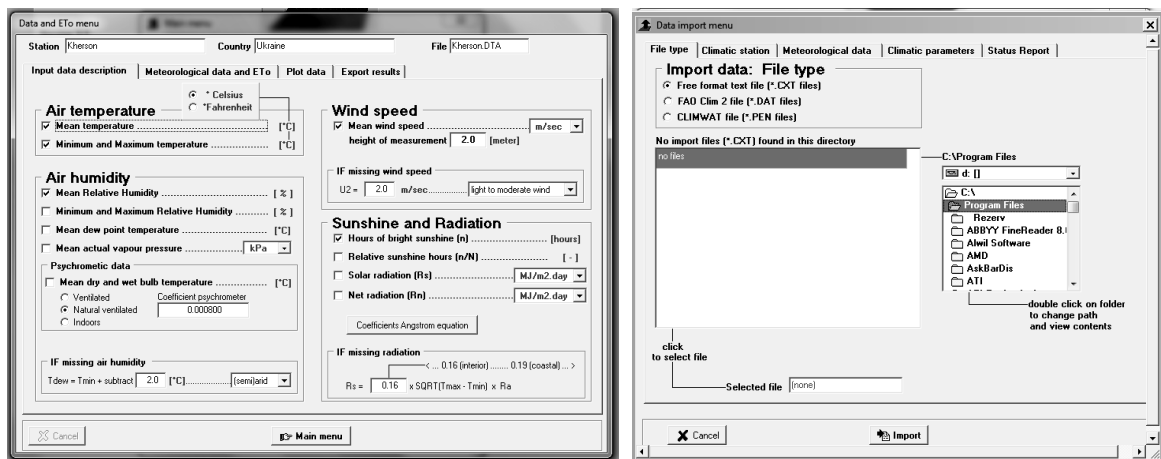 Data and ETo menu
Main menu
Station Kherson Country Ukraine File Kherson.DTA
Input data description Meteorological data and ETo Plot data Export results
° Celsius
°Fahrenheit
Air temperature
Mean temperature [°C]
Minimum and Maximum temperature [°C]
Air humidity
Mean Relative Humidity [ % ]
Minimum and Maximum Relative Humidity [ % ]
Mean dew point temperature [°C]
Mean actual vapour pressure kPa
Psychrometic data
Mean dry and wet bulb temperature [°C]
Ventilated
Coefficient psychrometer
Natural ventilated
0.000800
Indoors
IF missing air humidity
Tdew = Tmin + subtract 2.0 [°C] (semi)arid
Wind speed
Mean wind speed m/sec
height of measurement 2.0 [meter]
IF missing wind speed
U2 = 2.0 m/sec light to moderate wind
Sunshine and Radiation
Hours of bright sunshine (n) [hours]
Relative sunshine hours (n/N) [ - ]
Solar radiation (Rs) MJ/m2.day
Net radiation (Rn) MJ/m2.day
Coefficients Angstrom equation
IF missing radiation
< ... 0.16 (interior) ........ 0.19 (coastal) ... >
Rs = 0.16 x SQRT(Tmax - Tmin) x Ra
Cancel
Main menu
Data import menu
File type Climatic station Meteorological data Climatic parameters Status Report
Import data: File type
Free format text file (*.CXT files)
FAO Clim 2 file (*.DAT files)
CLIMWAT file (*.PEN files)
No import files (*.CXT) found in this directory
no files
C:\Program Files
d: []
C:\
Program Files
Rezerv
ABBYY FineReader 8.
Alwil Software
AMD
AskBarDis
ATI
double click on folder
to change path
and view contents
click
to select file
Selected file (none)
Cancel
Import